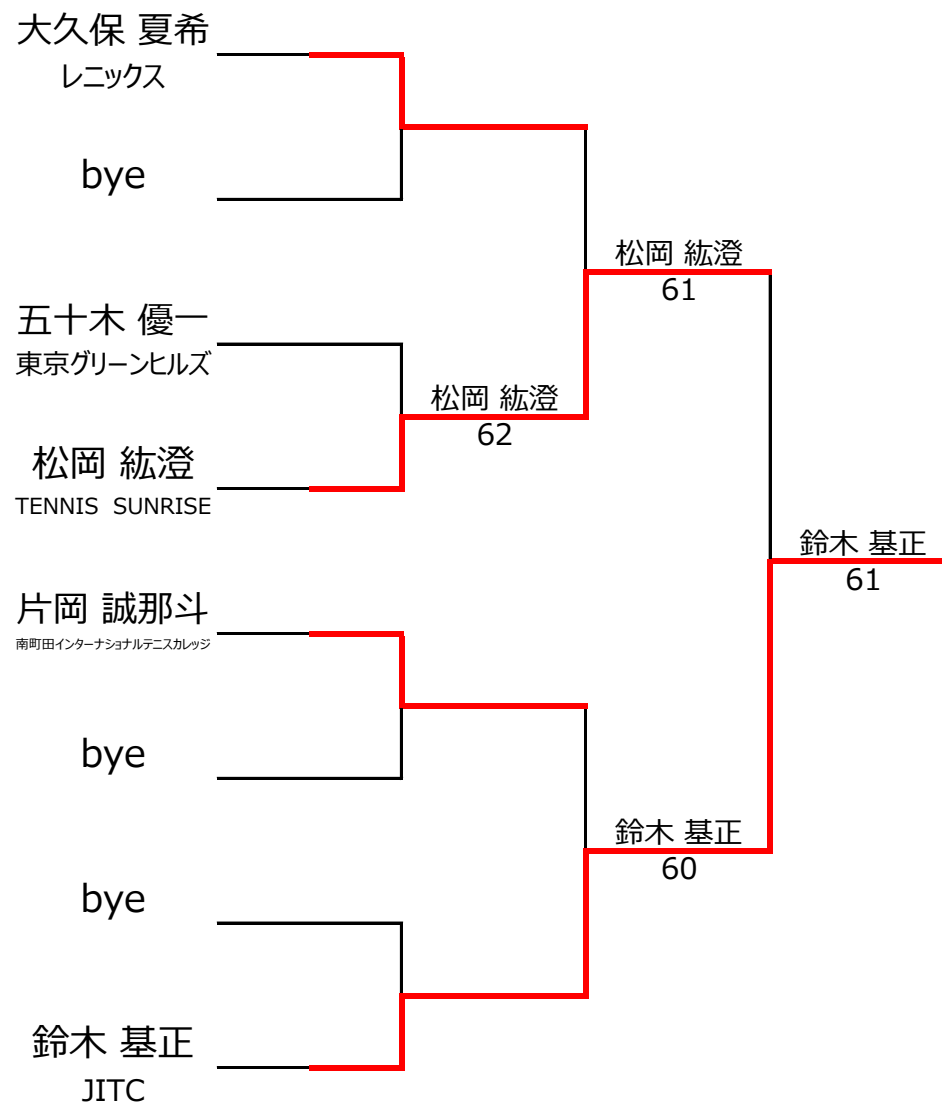 大久保 夏希
レニックス
bye
五十木 優一
東京グリーンヒルズ
松岡 紘澄
TENNIS SUNRISE
片岡 誠那斗
南町田インターナショナルテニスカレッジ
bye
bye
鈴木 基正
JITC
松岡 紘澄
62
松岡 紘澄
61
鈴木 基正
60
鈴木 基正
61